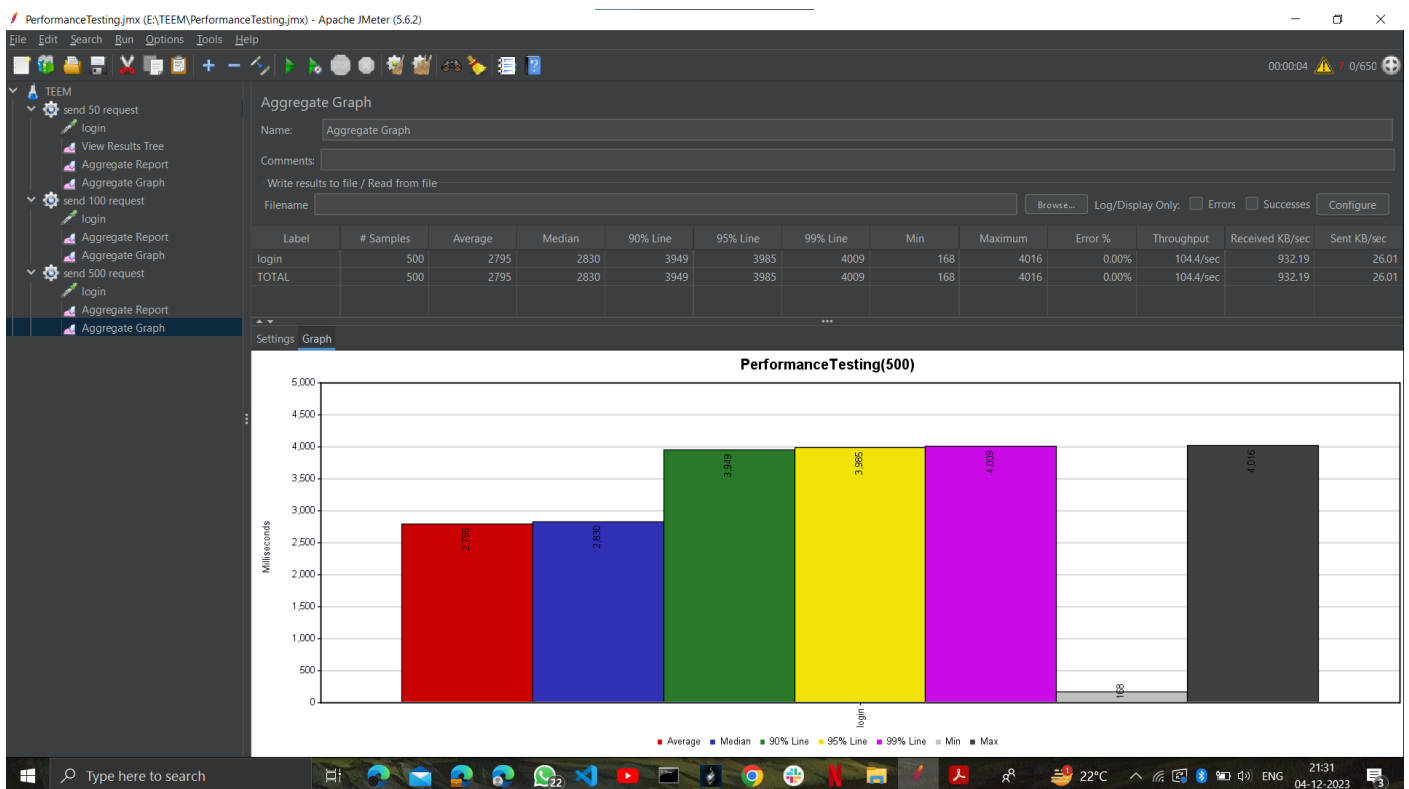 PerformanceTesting.jmx (E:\TEEM\PerformanceTesting.jmx) - Apache JMeter (5.6.2)
File Edit Search Run Options Tools Help
00:00:04 7 0/650
TEEM
send 50 request
login
View Results Tree
Aggregate Report
Aggregate Graph
send 100 request
login
Aggregate Report
Aggregate Graph
send 500 request
login
Aggregate Report
Aggregate Graph
Aggregate Graph
Name: Aggregate Graph
Comments:
Write results to file / Read from file
Filename Browse... Log/Display Only: Errors Successes Configure
Label # Samples Average Median 90% Line 95% Line 99% Line Min Maximum Error % Throughput Received KB/sec Sent KB/sec
login 500 2795 2830 3949 3985 4009 168 4016 0.00% 104.4/sec 932.19 26.01
TOTAL 500 2795 2830 3949 3985 4009 168 4016 0.00% 104.4/sec 932.19 26.01
Settings Graph
PerformanceTesting(500)
Milliseconds
5,000
4,500
4,000
3,500
3,000
2,500
2,000
1,500
1,000
500
0
2,795
2,830
3,949
3,985
4,009
168
4,016
login
Average Median 90% Line 95% Line 99% Line Min Max
Type here to search
22
22°C
ENG
21:31
04-12-2023
3